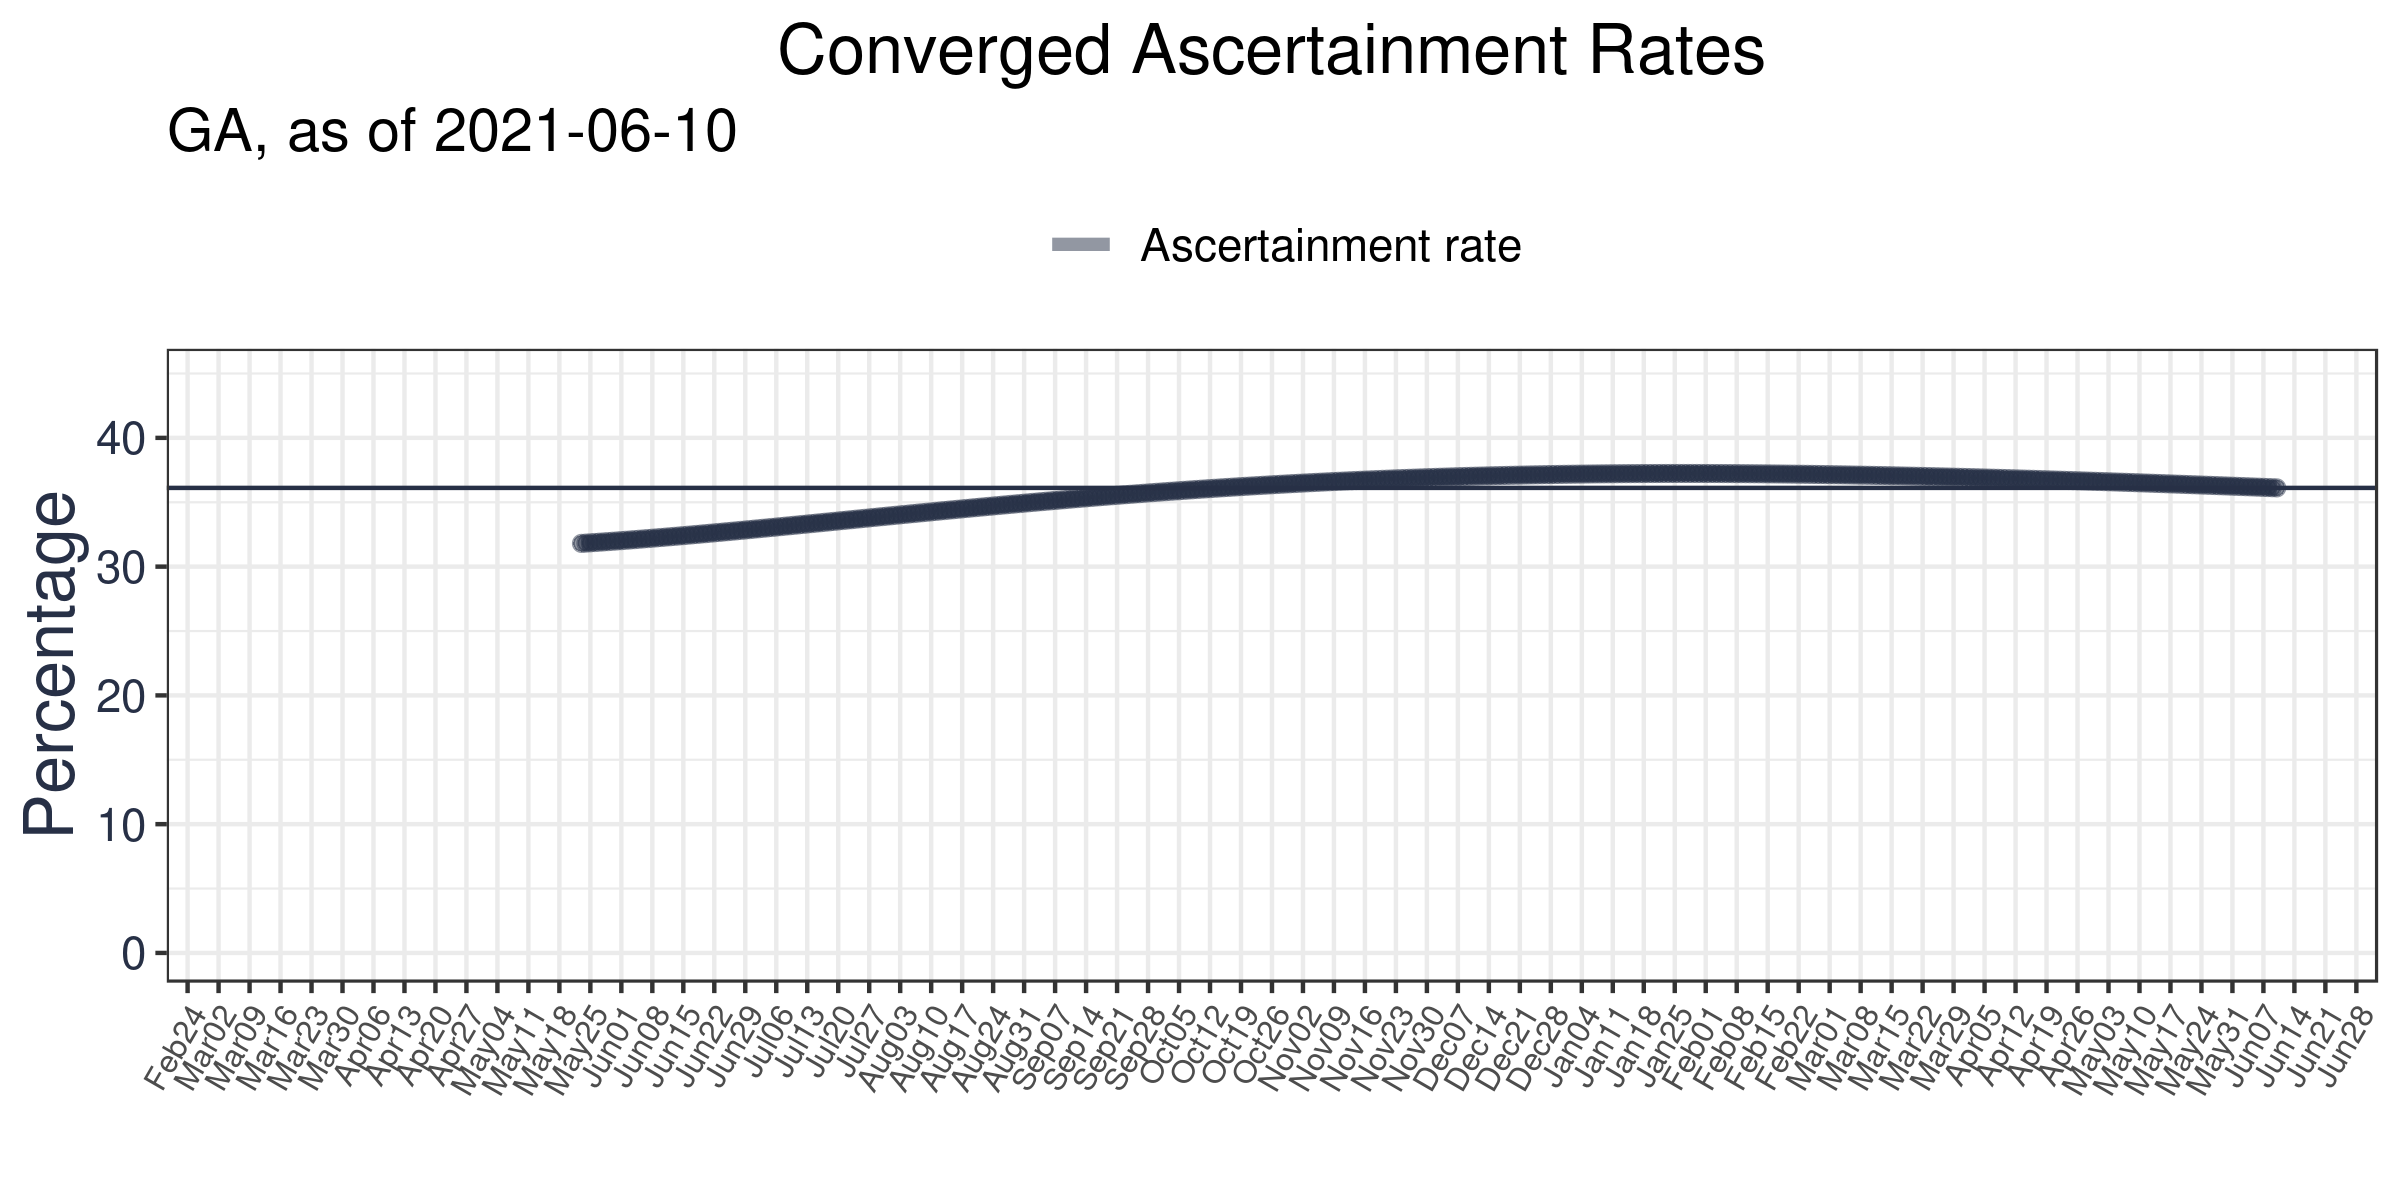 Converged Ascertainment Rates
GA, as of 2021-06-10
Ascertainment rate
Percentage
40
30
20
10
0
Feb24
Mar02
Mar09
Mar16
Mar23
Mar30
Apr06
Apr13
Apr20
Apr27
May04
May11
May18
May25
Jun01
Jun08
Jun15
Jun22
Jun29
Jul06
Jul13
Jul20
Jul27
Aug03
Aug10
Aug17
Aug24
Aug31
Sep07
Sep14
Sep21
Sep28
Oct05
Oct12
Oct19
Oct26
Nov02
Nov09
Nov16
Nov23
Nov30
Dec07
Dec14
Dec21
Dec28
Jan04
Jan11
Jan18
Jan25
Feb01
Feb08
Feb15
Feb22
Mar01
Mar08
Mar15
Mar22
Mar29
Apr05
Apr12
Apr19
Apr26
May03
May10
May17
May24
May31
Jun07
Jun14
Jun21
Jun28